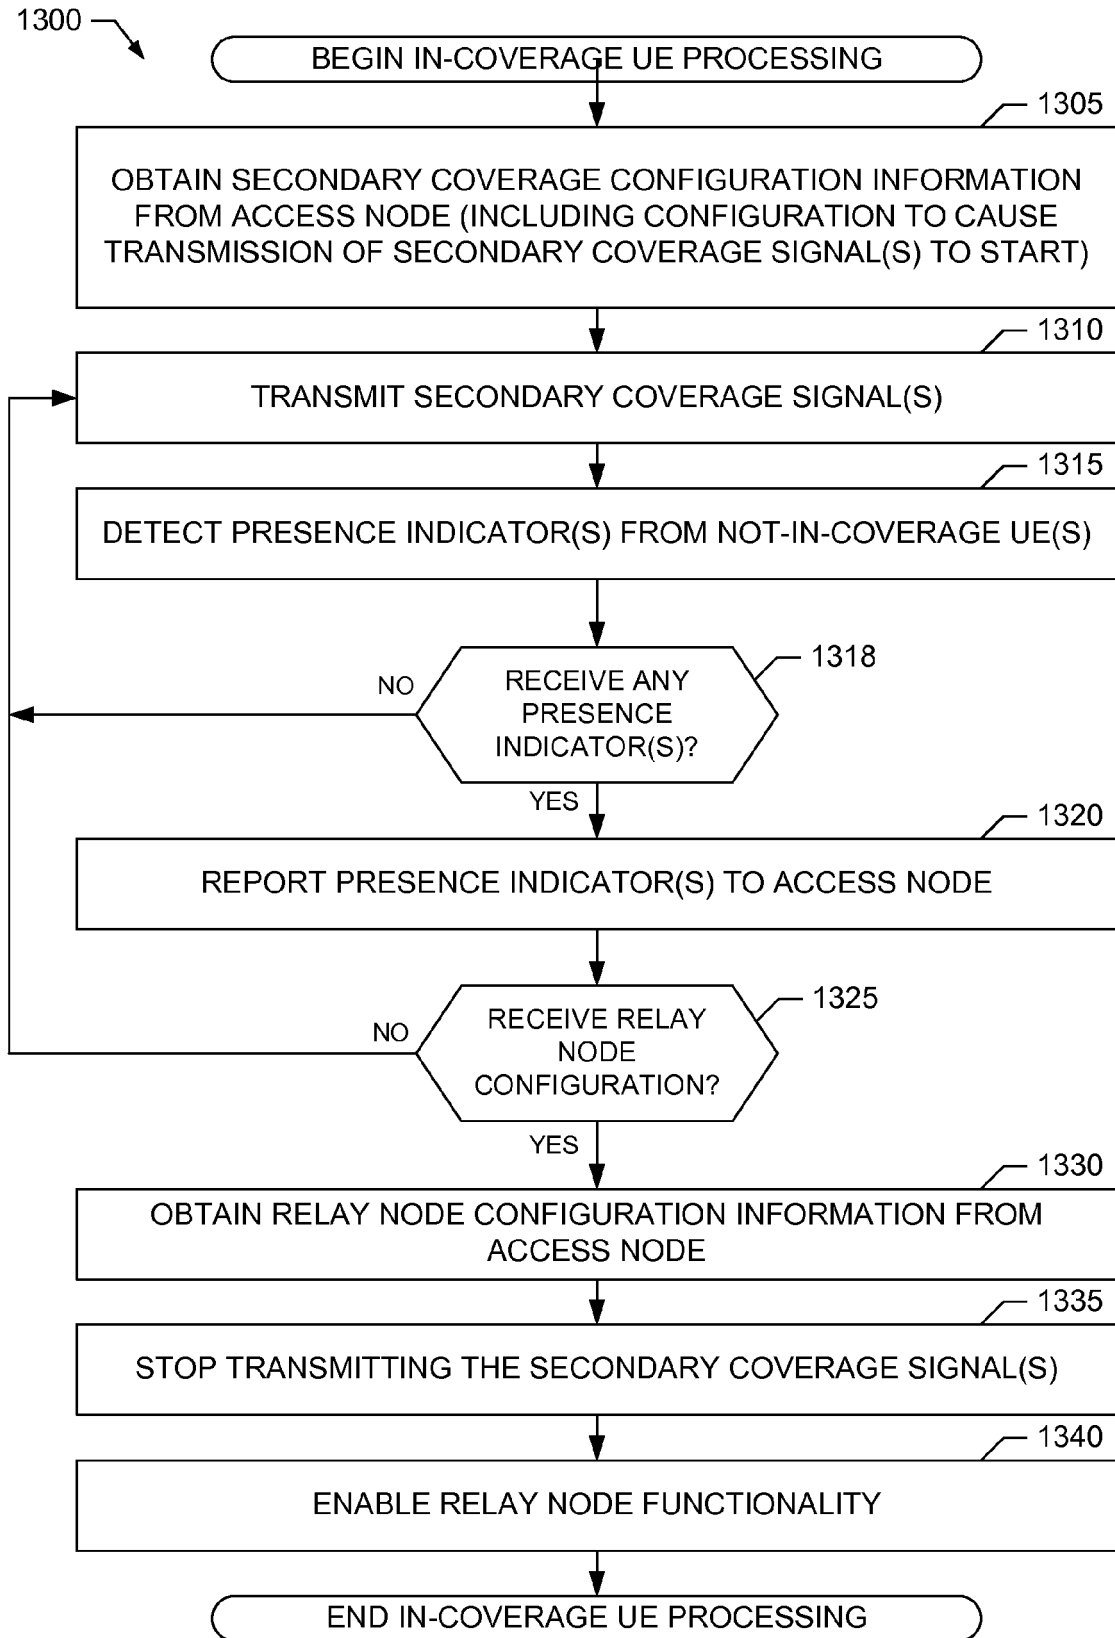 1300
BEGIN IN-COVERAGE UE PROCESSING
1305
OBTAIN SECONDARY COVERAGE CONFIGURATION INFORMATION
FROM ACCESS NODE (INCLUDING CONFIGURATION TO CAUSE
TRANSMISSION OF SECONDARY COVERAGE SIGNAL(S) TO START)
1310
TRANSMIT SECONDARY COVERAGE SIGNAL(S)
1315
DETECT PRESENCE INDICATOR(S) FROM NOT-IN-COVERAGE UE(S)
1318
NO
RECEIVE ANY
PRESENCE
INDICATOR(S)?
YES
1320
REPORT PRESENCE INDICATOR(S) TO ACCESS NODE
1325
NO
RECEIVE RELAY
NODE
CONFIGURATION?
YES
1330
OBTAIN RELAY NODE CONFIGURATION INFORMATION FROM
ACCESS NODE
1335
STOP TRANSMITTING THE SECONDARY COVERAGE SIGNAL(S)
1340
ENABLE RELAY NODE FUNCTIONALITY
END IN-COVERAGE UE PROCESSING